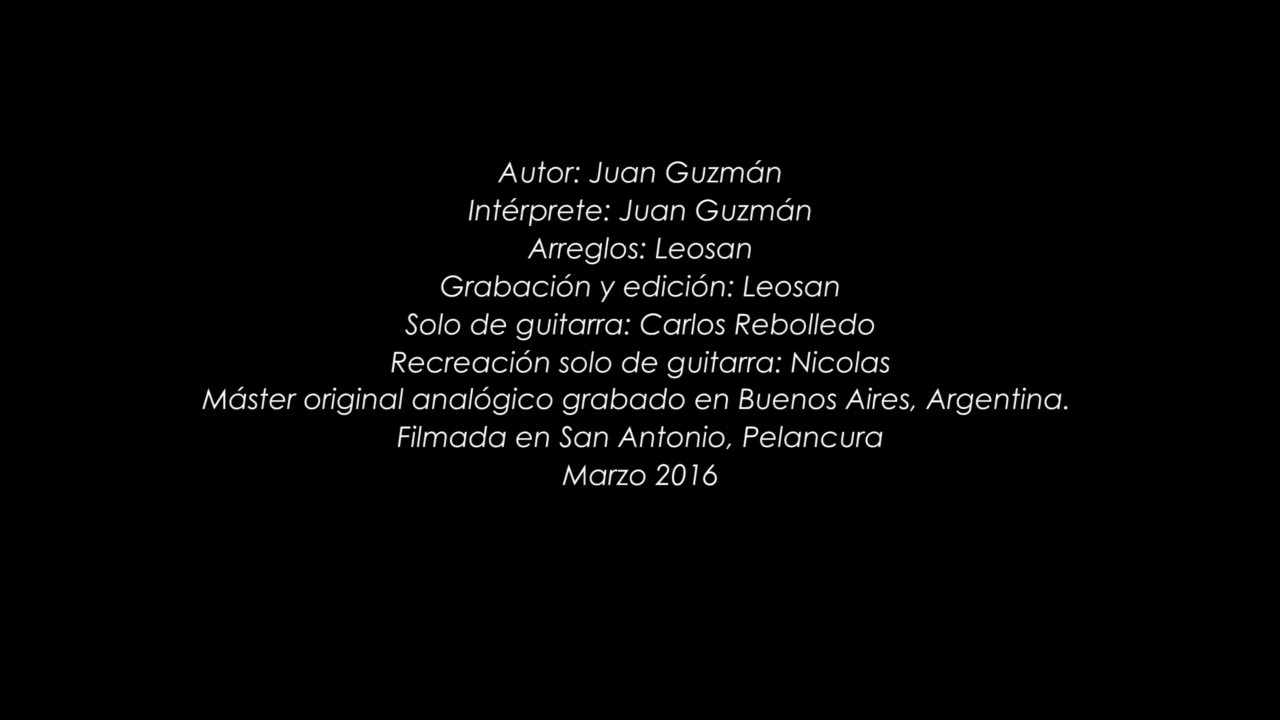 Autor: Juan Guzmán
Intérprete: Juan Guzmán
Arreglos: Leosan
Grabación y edición: Leosan
Solo de guitarra: Carlos Rebolledo
Recreación solo de guitarra: Nicolas
Máster original analógico grabado en Buenos Aires, Argentina.
Filmada en San Antonio, Pelancura
Marzo 2016